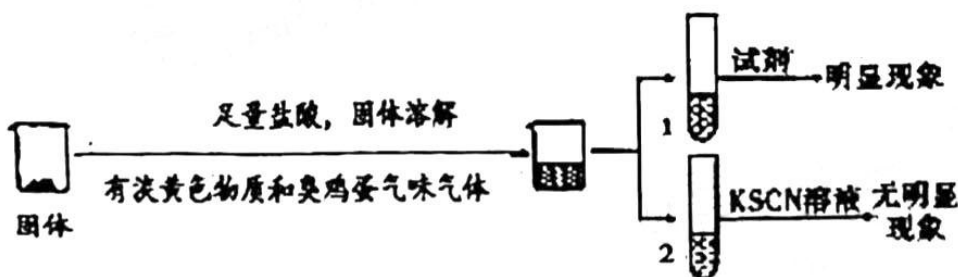 足量盐酸，固体溶解
有淡黄色物质和臭鸡蛋气味气体
固体
试剂
明显现象
1
KSCN溶液
无明显
现象
2